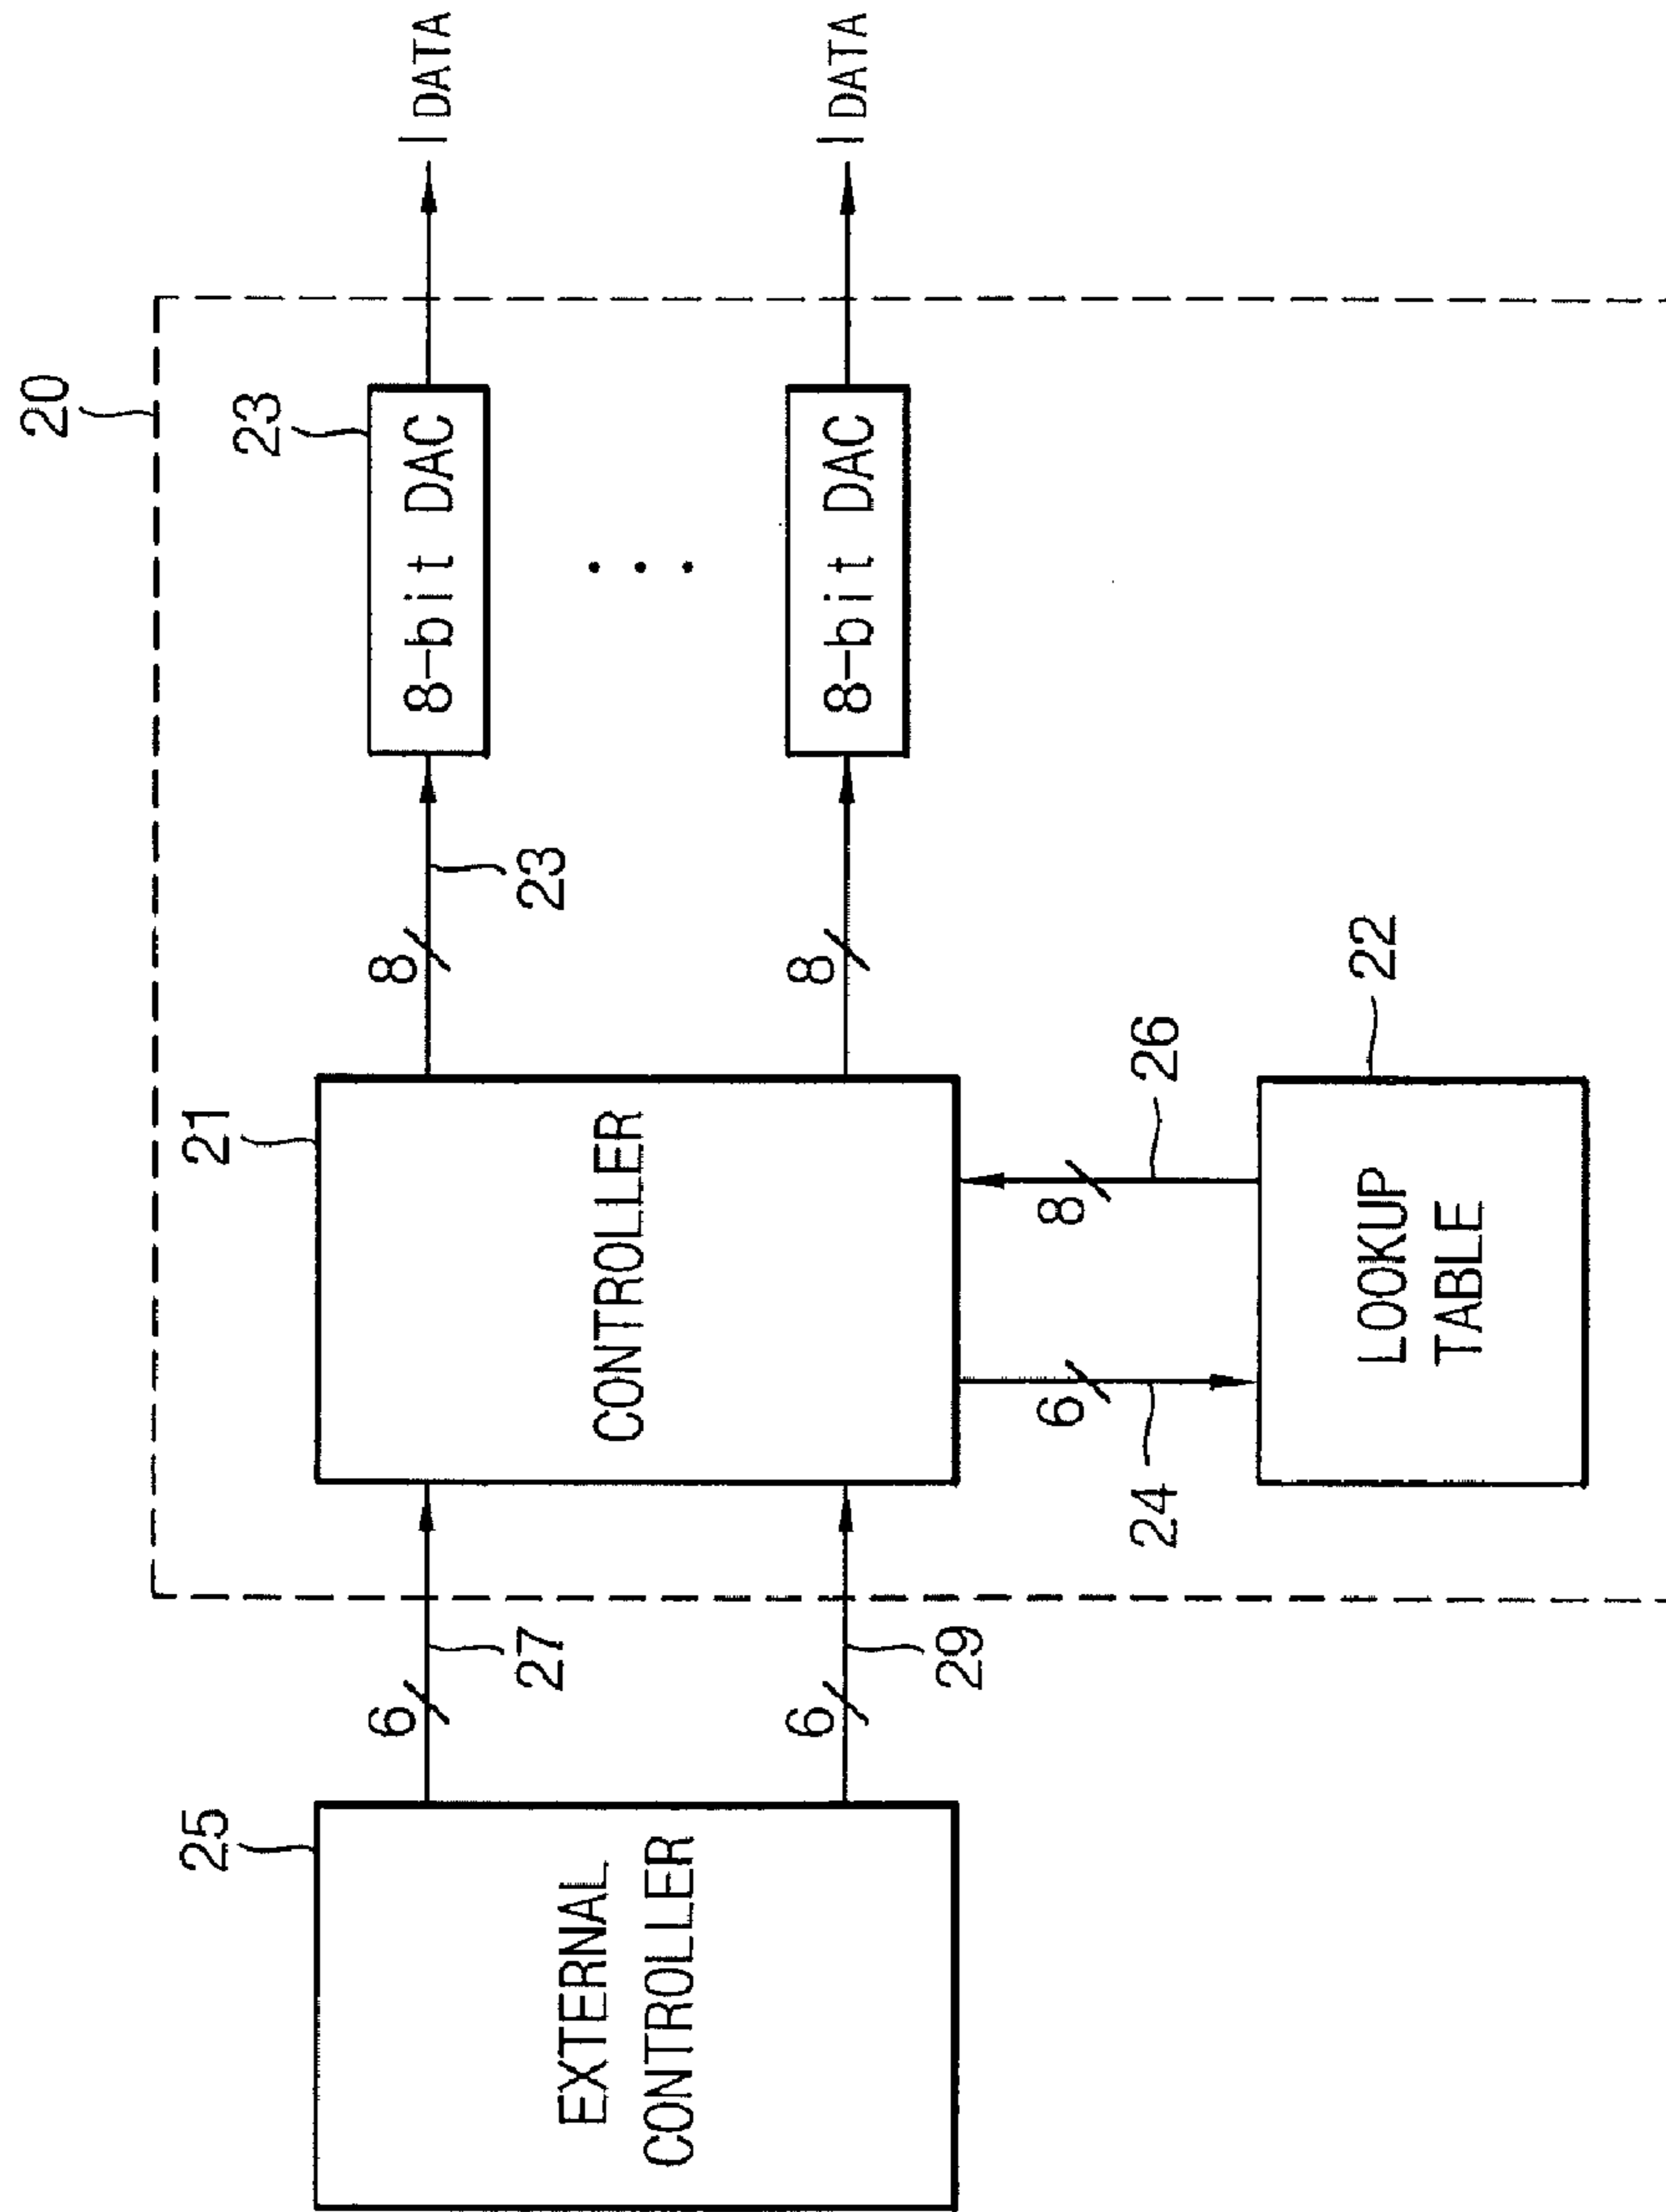 20
25
21
23
EXTERNAL
CONTROLLER
6
27
6
29
CONTROLLER
8
23
8
8-bit DAC
8-bit DAC
IDATA
IDATA
6
24
8
26
22
LOOKUP
TABLE